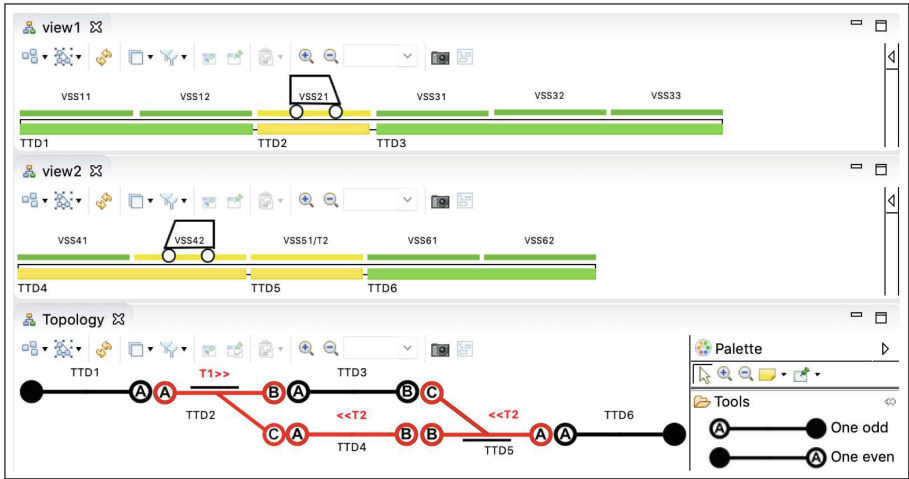 view1
VSS11 VSS12 VSS21 VSS31 VSS32 VSS33
TTD1 TTD2 TTD3
view2
VSS41 VSS42 VSS51/T2 VSS61 VSS62
TTD4 TTD5 TTD6
Topology
TTD1 T1>> TTD3
A A B A B C
TTD2 <<T2 <<T2 TTD6
C A B B A A
TTD4 TTD5
Palette
Tools
A One odd
A One even